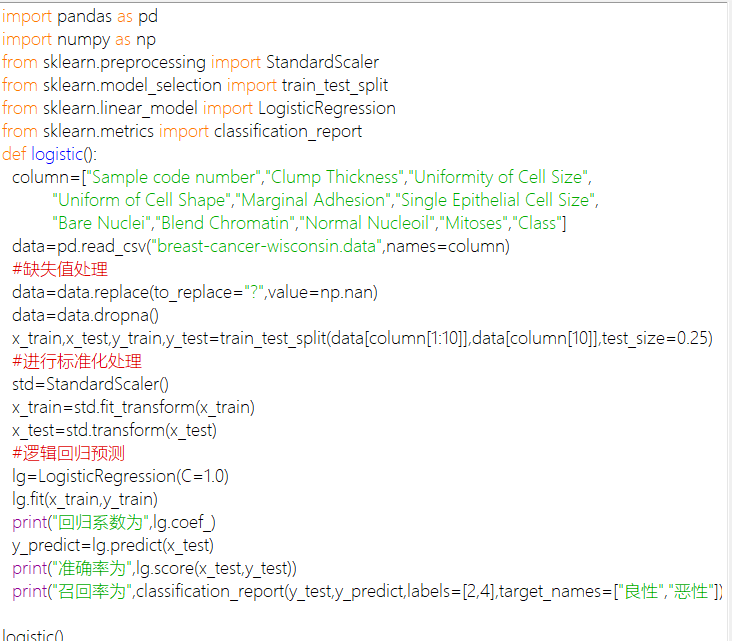 import pandas as pd
import numpy as np
from sklearn.preprocessing import StandardScaler
from sklearn.model_selection import train_test_split
from sklearn.linear_model import LogisticRegression
from sklearn.metrics import classification_report
def logistic():
  column=["Sample code number","Clump Thickness","Uniformity of Cell Size",
          "Uniform of Cell Shape","Marginal Adhesion","Single Epithelial Cell Size",
          "Bare Nuclei","Blend Chromatin","Normal Nucleoil","Mitoses","Class"]
  data=pd.read_csv("breast-cancer-wisconsin.data",names=column)
  #缺失值处理
  data=data.replace(to_replace="?",value=np.nan)
  data=data.dropna()
  x_train,x_test,y_train,y_test=train_test_split(data[column[1:10]],data[column[10]],test_size=0.25)
  #进行标准化处理
  std=StandardScaler()
  x_train=std.fit_transform(x_train)
  x_test=std.transform(x_test)
  #逻辑回归预测
  lg=LogisticRegression(C=1.0)
  lg.fit(x_train,y_train)
  print("回归系数为",lg.coef_)
  y_predict=lg.predict(x_test)
  print("准确率为",lg.score(x_test,y_test))
  print("召回率为",classification_report(y_test,y_predict,labels=[2,4],target_names=["良性","恶性"]))
logistic()